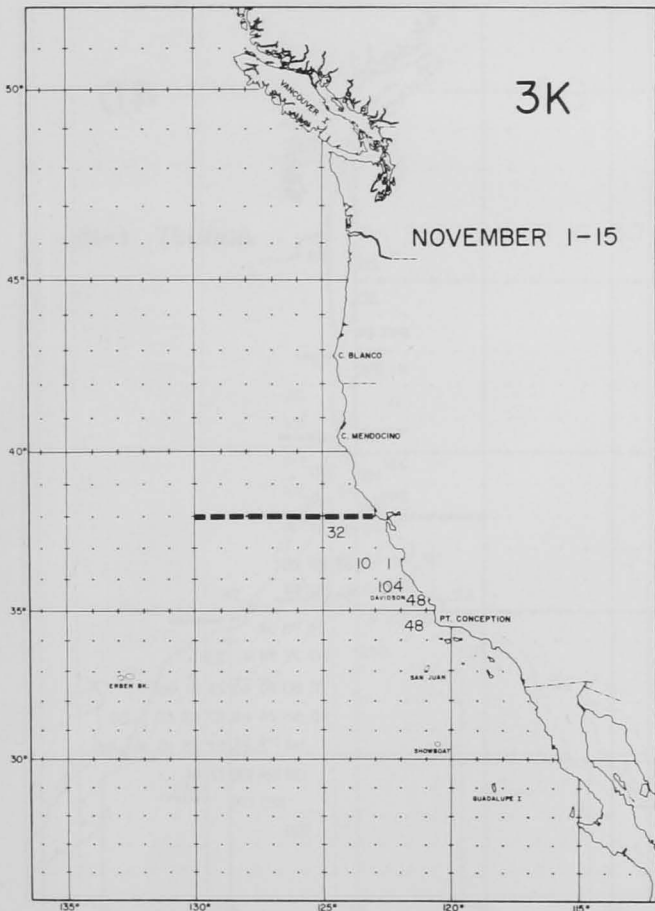 3K
50°
VANCOUVER I.
NOVEMBER 1-15
45°
C. BLANCO
C. MENDOCINO
40°
32
10 1
104
DAVIDSON 48
35°
48 PT. CONCEPTION
SAN JUAN
ERBEN BK.
SHOWBOAT
30°
GUADALUPE I
135° 130° 125° 120° 115°